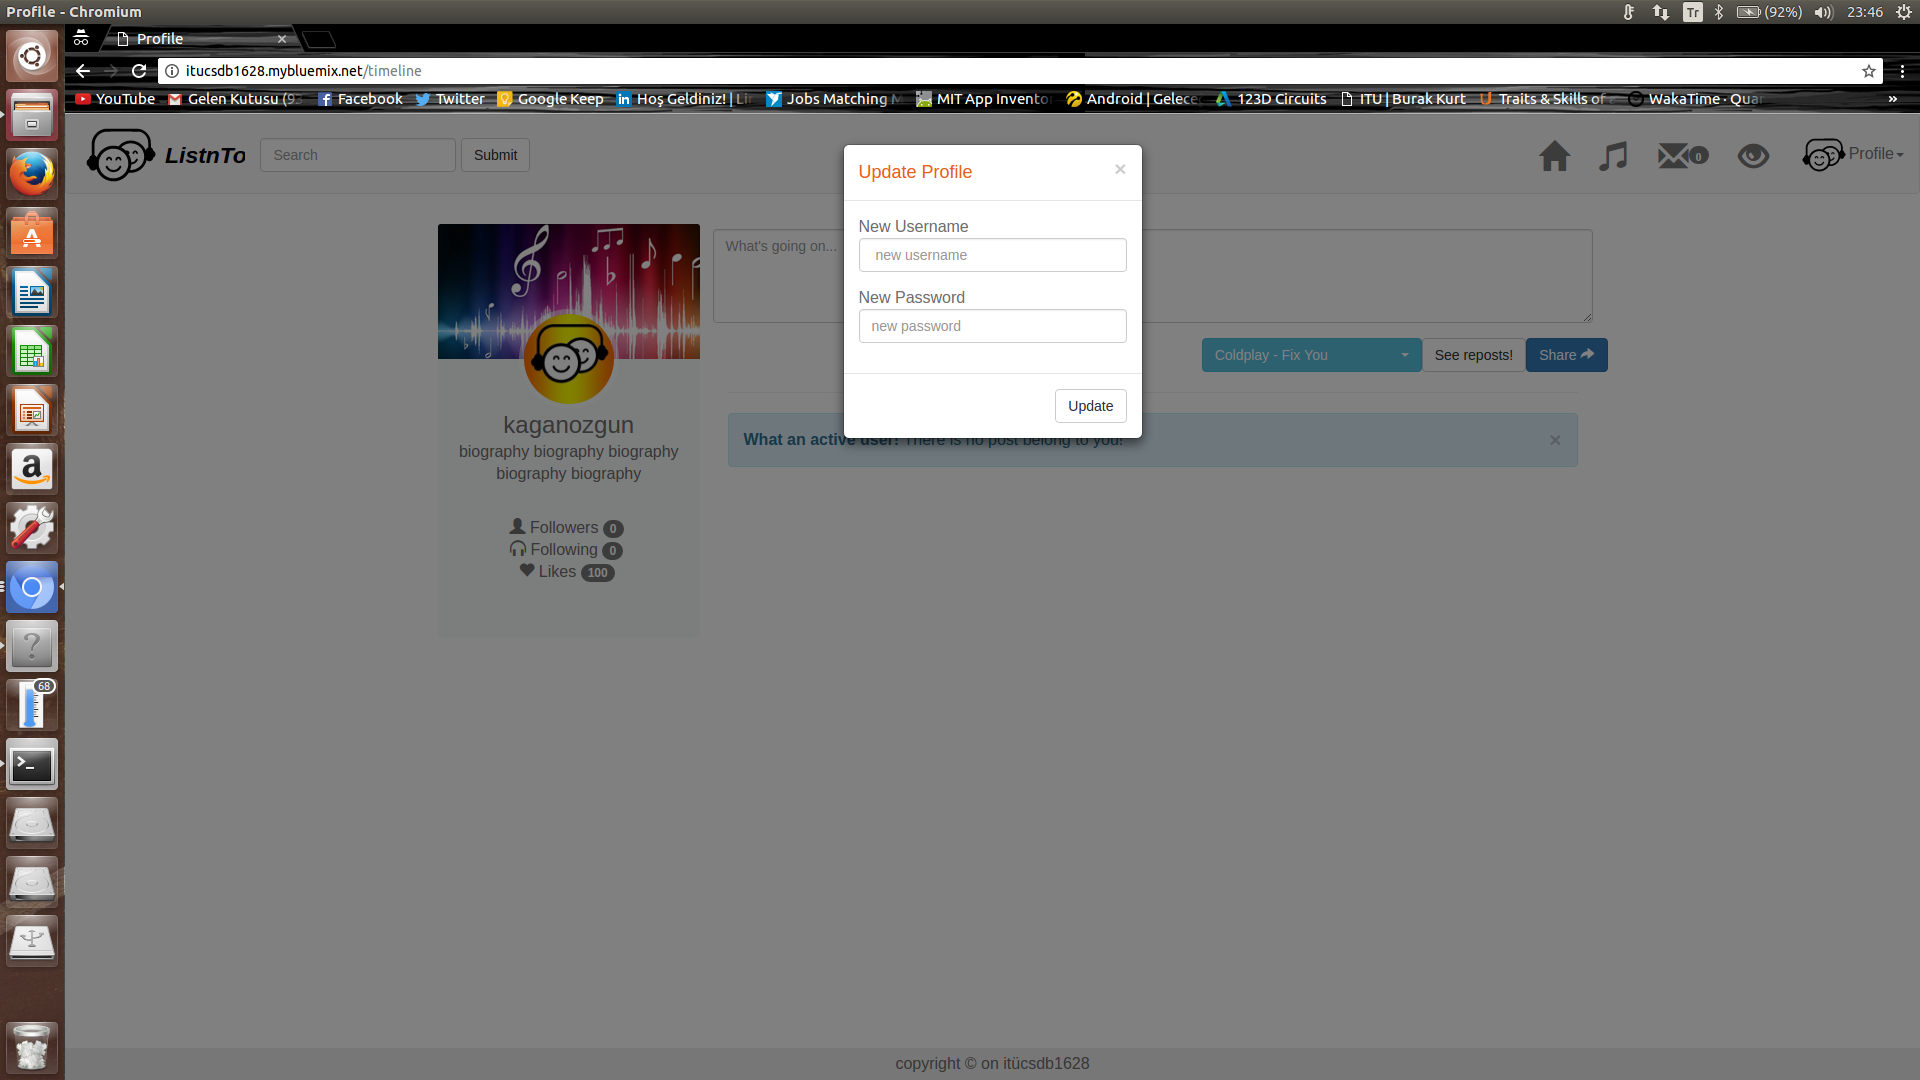 Profile - Chromium
Tr
(92%)
23:46
Profile
itucsdb1628.mybluemix.net/timeline
YouTube
Gelen Kutusu (9
Facebook
Twitter
Google Keep
Hoş Geldiniz! | Li
Jobs Matching
MIT App Invento
Android | Gelece
123D Circuits
ITU | Burak Kurt
Traits & Skills of
WakaTime · Qua
»
ListnTo
Search
Submit
0
Profile
Update Profile
×
New Username
new username
New Password
new password
Update
What's going on...
Coldplay - Fix You
See reposts!
Share
What an active user! There is no post belong to you!
×
kaganozgun
biography biography biography
biography biography
Followers 0
Following 0
Likes 100
68
copyright © on itücsdb1628